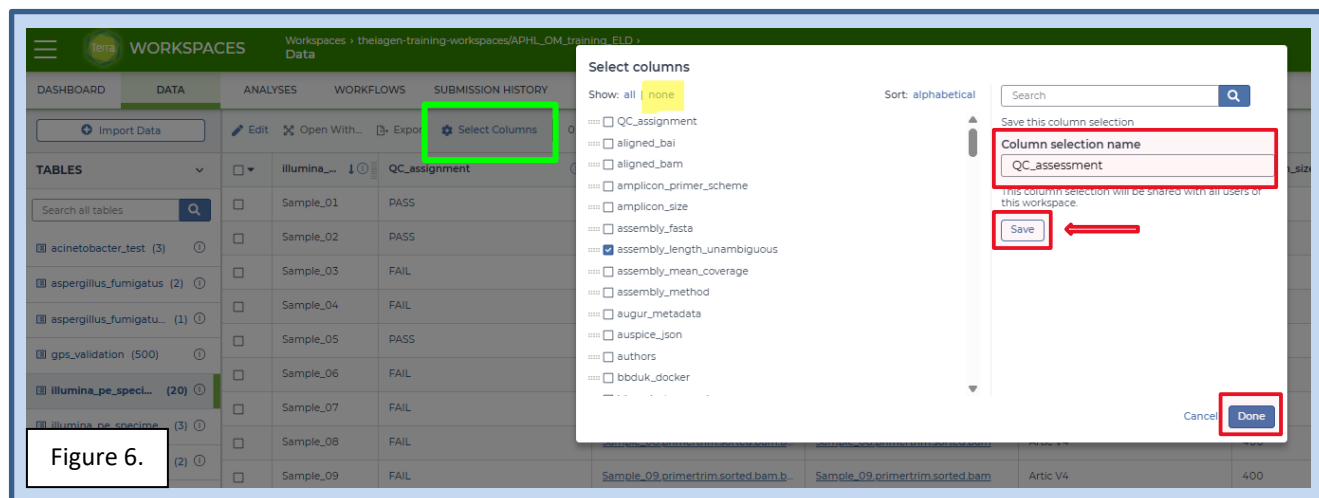 Terra
WORKSPACES
Workspaces › theiagen-training-workspaces/APHL_OM_training_ELD ›
Data
DASHBOARD DATA ANALYSES WORKFLOWS SUBMISSION HISTORY
Import Data
Edit Open With... Expor Select Columns 0
TABLES
illumina_... QC_assignment
Search all tables
Sample_01 PASS
Sample_02 PASS
acinetobacter_test (3)
Sample_03 FAIL
aspergillus_fumigatus (2)
Sample_04 FAIL
aspergillus_fumigatu... (1)
Sample_05 PASS
gps_validation (500)
Sample_06 FAIL
illumina_pe_speci... (20)
Sample_07 FAIL
illumina_pe_specime... (3)
Sample_08 FAIL
(2)
Sample_09 FAIL Sample_09.primertrim.sorted.bam.b... Sample_09.primertrim.sorted.bam Artic V4 400
Select columns
Show: all | none Sort: alphabetical
QC_assignment
aligned_bai
aligned_bam
amplicon_primer_scheme
amplicon_size
assembly_fasta
assembly_length_unambiguous
assembly_mean_coverage
assembly_method
augur_metadata
auspice_json
authors
bbduk_docker
Search
Save this column selection
Column selection name
QC_assessment
This column selection will be shared with all users of
this workspace.
Save
Cancel Done
Figure 6.